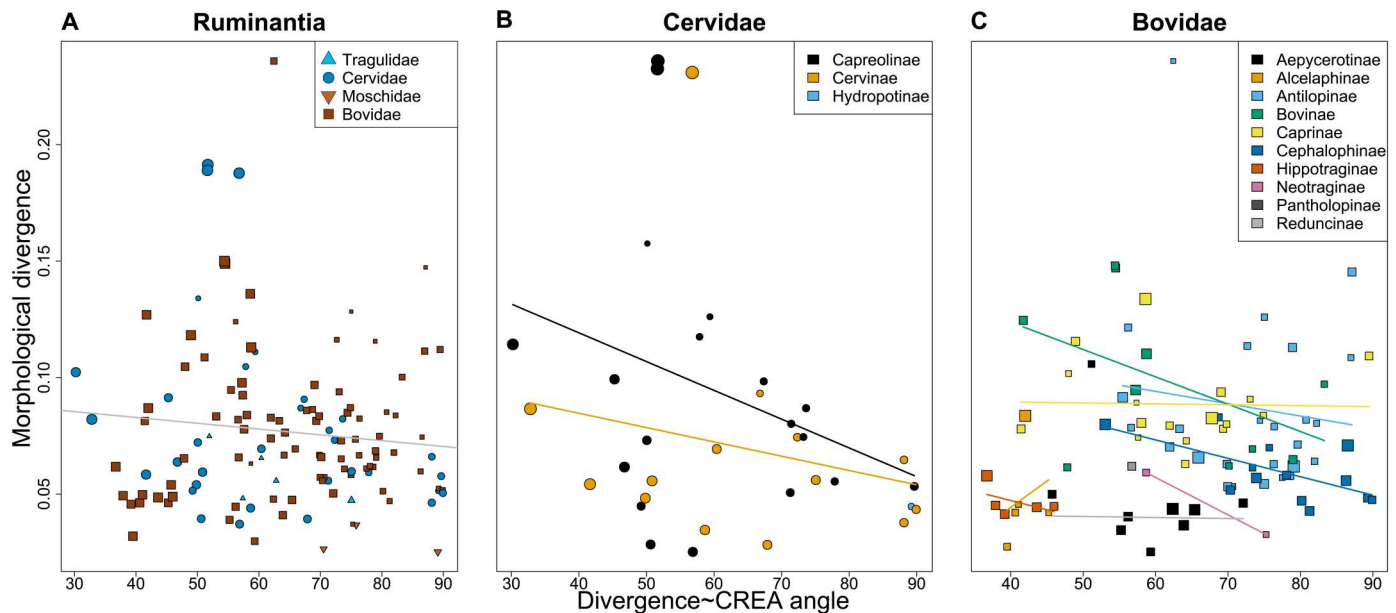 A Ruminantia
Tragulidae
Cervidae
Moschidae
Bovidae
Morphological divergence
0.20
0.15
0.10
0.05
30 40 50 60 70 80 90
B Cervidae
Capreolinae
Cervinae
Hydropotinae
30 40 50 60 70 80 90
Divergence~CREA angle
C Bovidae
Aepycerotinae
Alcelaphinae
Antilopinae
Bovinae
Caprinae
Cephalophinae
Hippotraginae
Neotraginae
Pantholopinae
Reduncinae
40 50 60 70 80 90